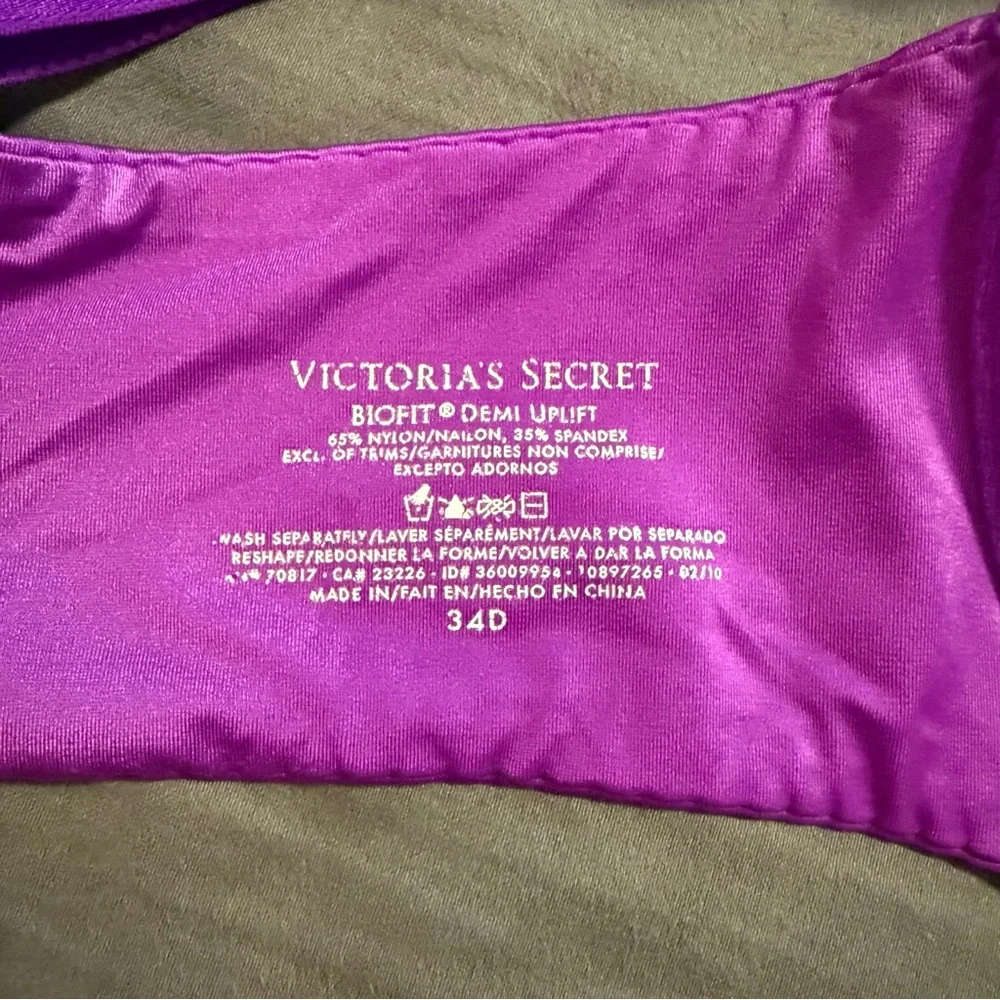 VICTORIA'S SECRET
BIOFIT® DEMI UPLIFT
65% NYLON/NAILON, 35% SPANDEX
EXCL. OF TRIMS/GARNITURES NON COMPRISES
EXCEPTO ADORNOS
WASH SEPARATELY/LAVER SÉPARÉMENT/LAVAR POR SEPARADO
RESHAPE/REDONNER LA FORME/VOLVER A DAR LA FORMA
70817 · CA# 23226 · ID# 36009954 · 10897265 · 02/10
MADE IN/FAIT EN/HECHO EN CHINA
34D